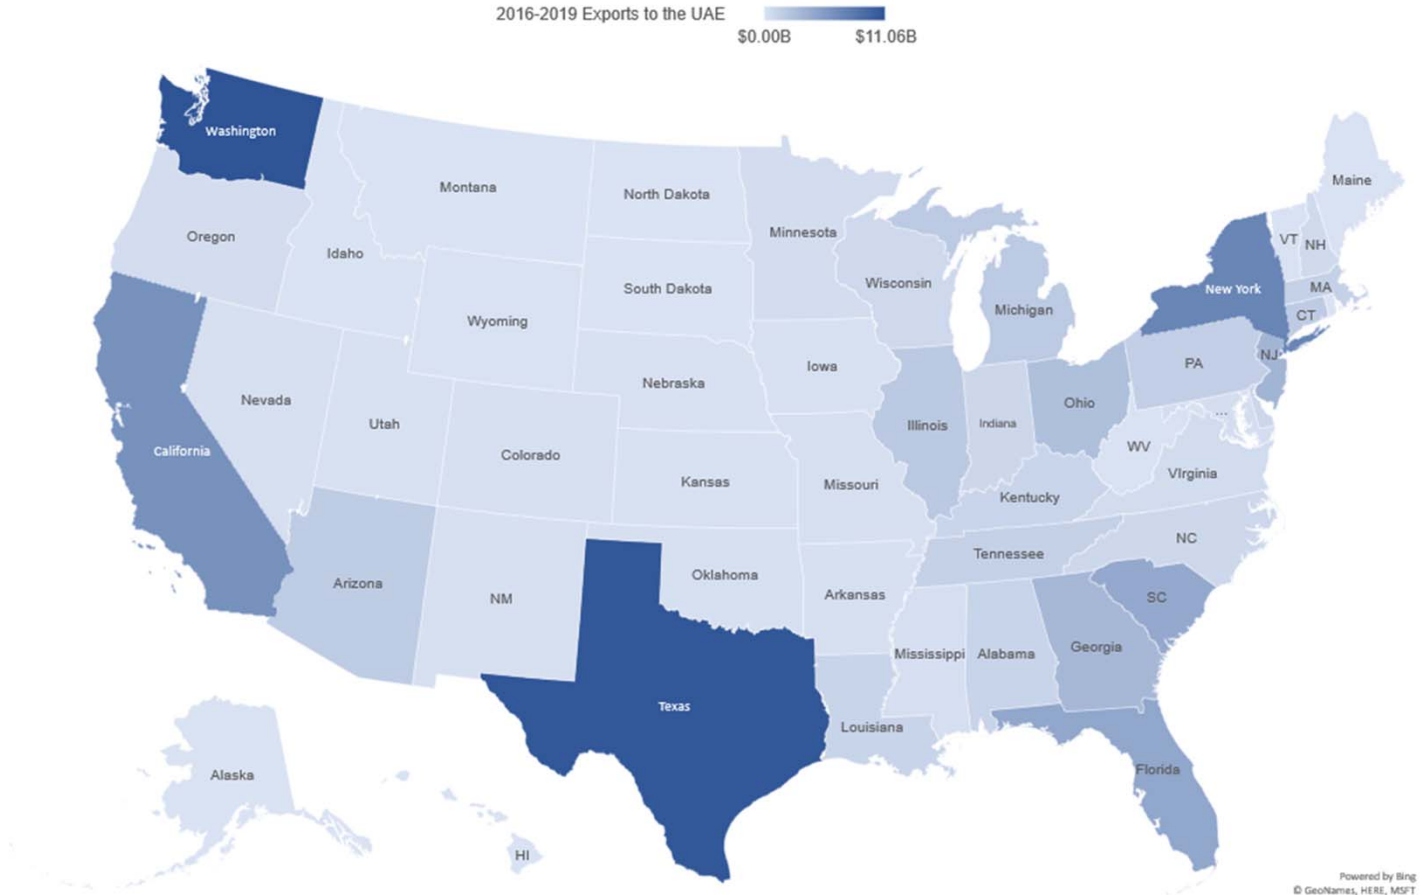 2016-2019 Exports to the UAE
$0.00B $11.06B
Washington
Montana
North Dakota
Minnesota
Maine
Oregon
Idaho
South Dakota
Wisconsin
VT
NH
New York
MA
Michigan
CT
Wyoming
Iowa
PA
NJ
Nebraska
Nevada
Utah
Ohio
...
Illinois
Indiana
California
Colorado
WV
Kansas
Missouri
VIrginia
Kentucky
NC
Tennessee
Arizona
NM
Oklahoma
Arkansas
SC
Mississippi
Alabama
Georgia
Texas
Louisiana
Alaska
Florida
HI
Powered by Bing
© GeoNames, HERE, MSFT